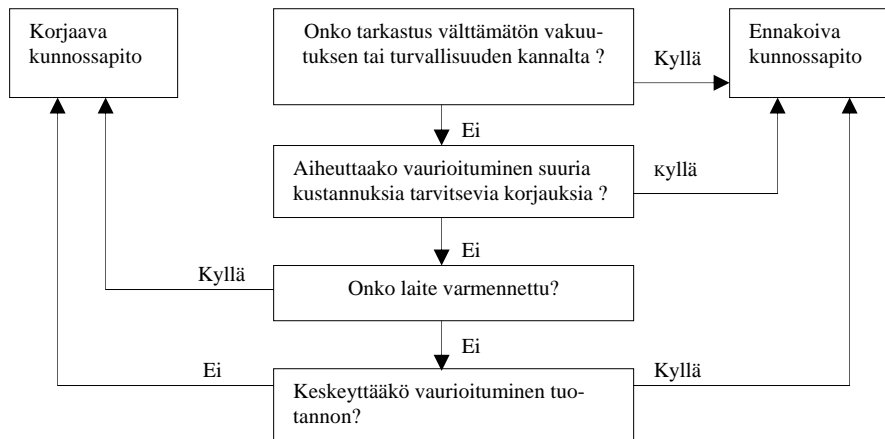 Korjaava
kunnossapito
Onko tarkastus välttämätön vakuu-
tuksen tai turvallisuuden kannalta ?
Kyllä
Ennakoiva
kunnossapito
Ei
Aiheuttaako vaurioituminen suuria
kustannuksia tarvitsevia korjauksia ?
Kyllä
Ei
Kyllä
Onko laite varmennettu?
Ei
Ei
Keskeyttääkö vaurioituminen tuo-
tannon?
Kyllä